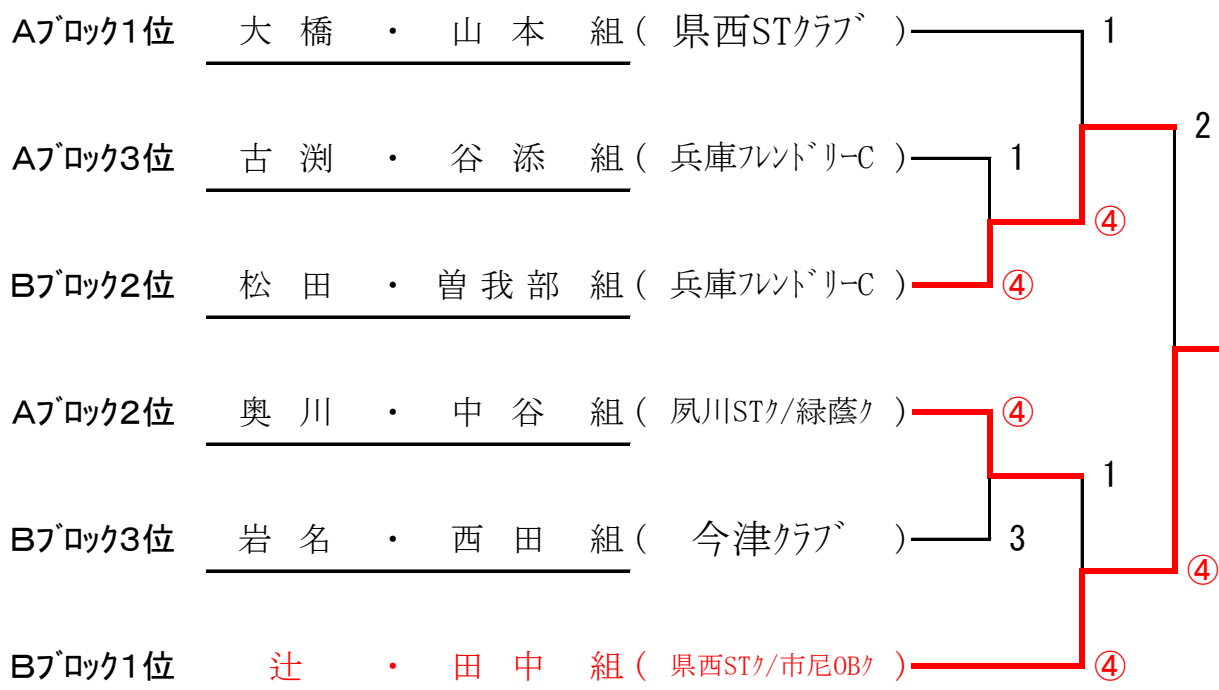 Aブロック1位 大橋・山本組(県西STクラブ) 1
2
Aブロック3位 古渕・谷添組(兵庫フレンドリーC) 1
④
Bブロック2位 松田・曽我部組(兵庫フレンドリーC) ④
Aブロック2位 奥川・中谷組(夙川STク/緑蔭ク) ④
1
Bブロック3位 岩名・西田組(今津クラブ) 3
④
Bブロック1位 辻・田中組(県西STク/市尼OBク) ④